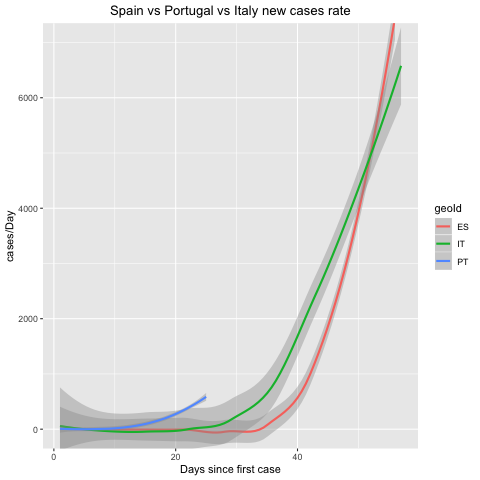 Spain vs Portugal vs Italy new cases rate
6000
4000
2000
0
cases/Day
0
20
40
Days since first case
geoId
ES
IT
PT